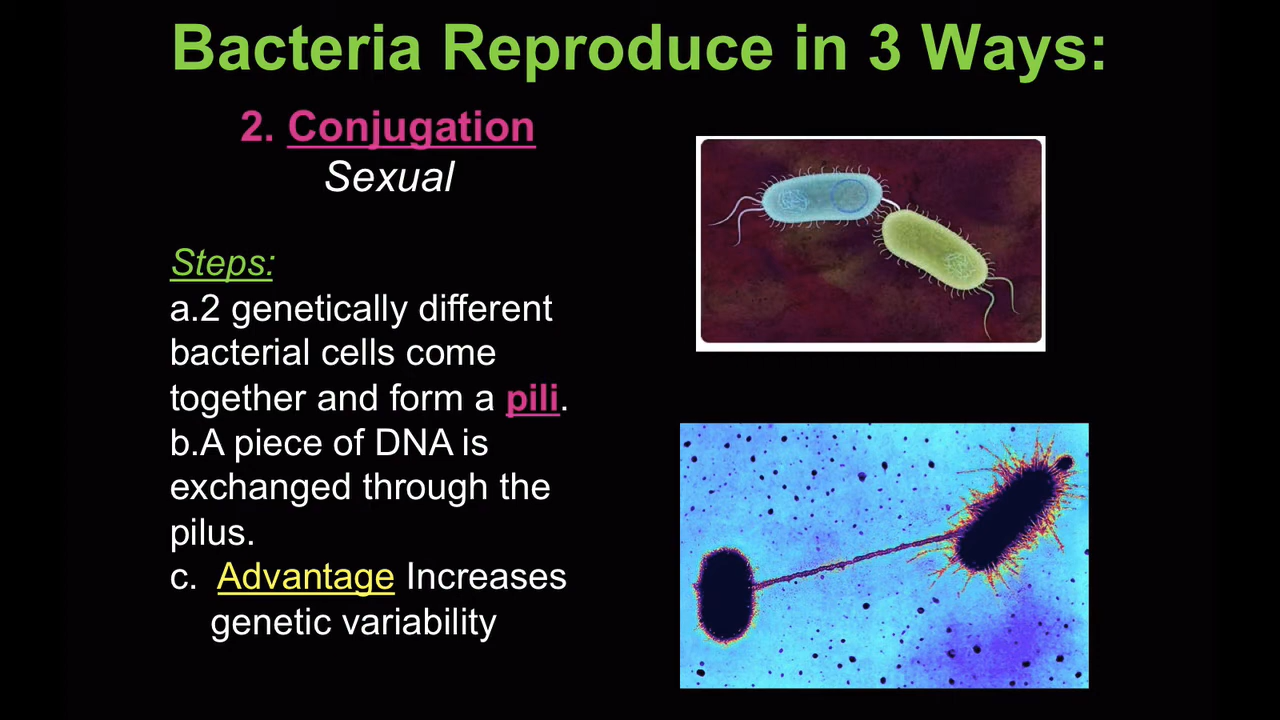 Bacteria Reproduce in 3 Ways:
2. Conjugation
Sexual
Steps:
a.2 genetically different
bacterial cells come
together and form a pili.
b.A piece of DNA is
exchanged through the
pilus.
c. Advantage Increases
genetic variability